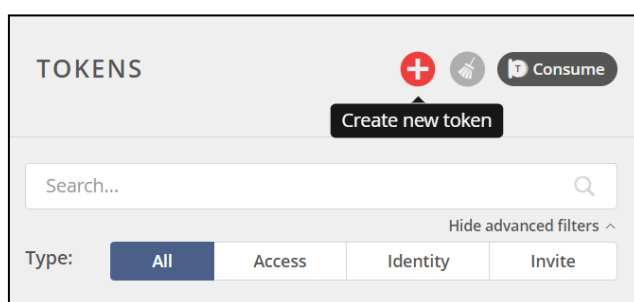 TOKENS
T Consume
Create new token
Search...
Hide advanced filters
Type: All Access Identity Invite